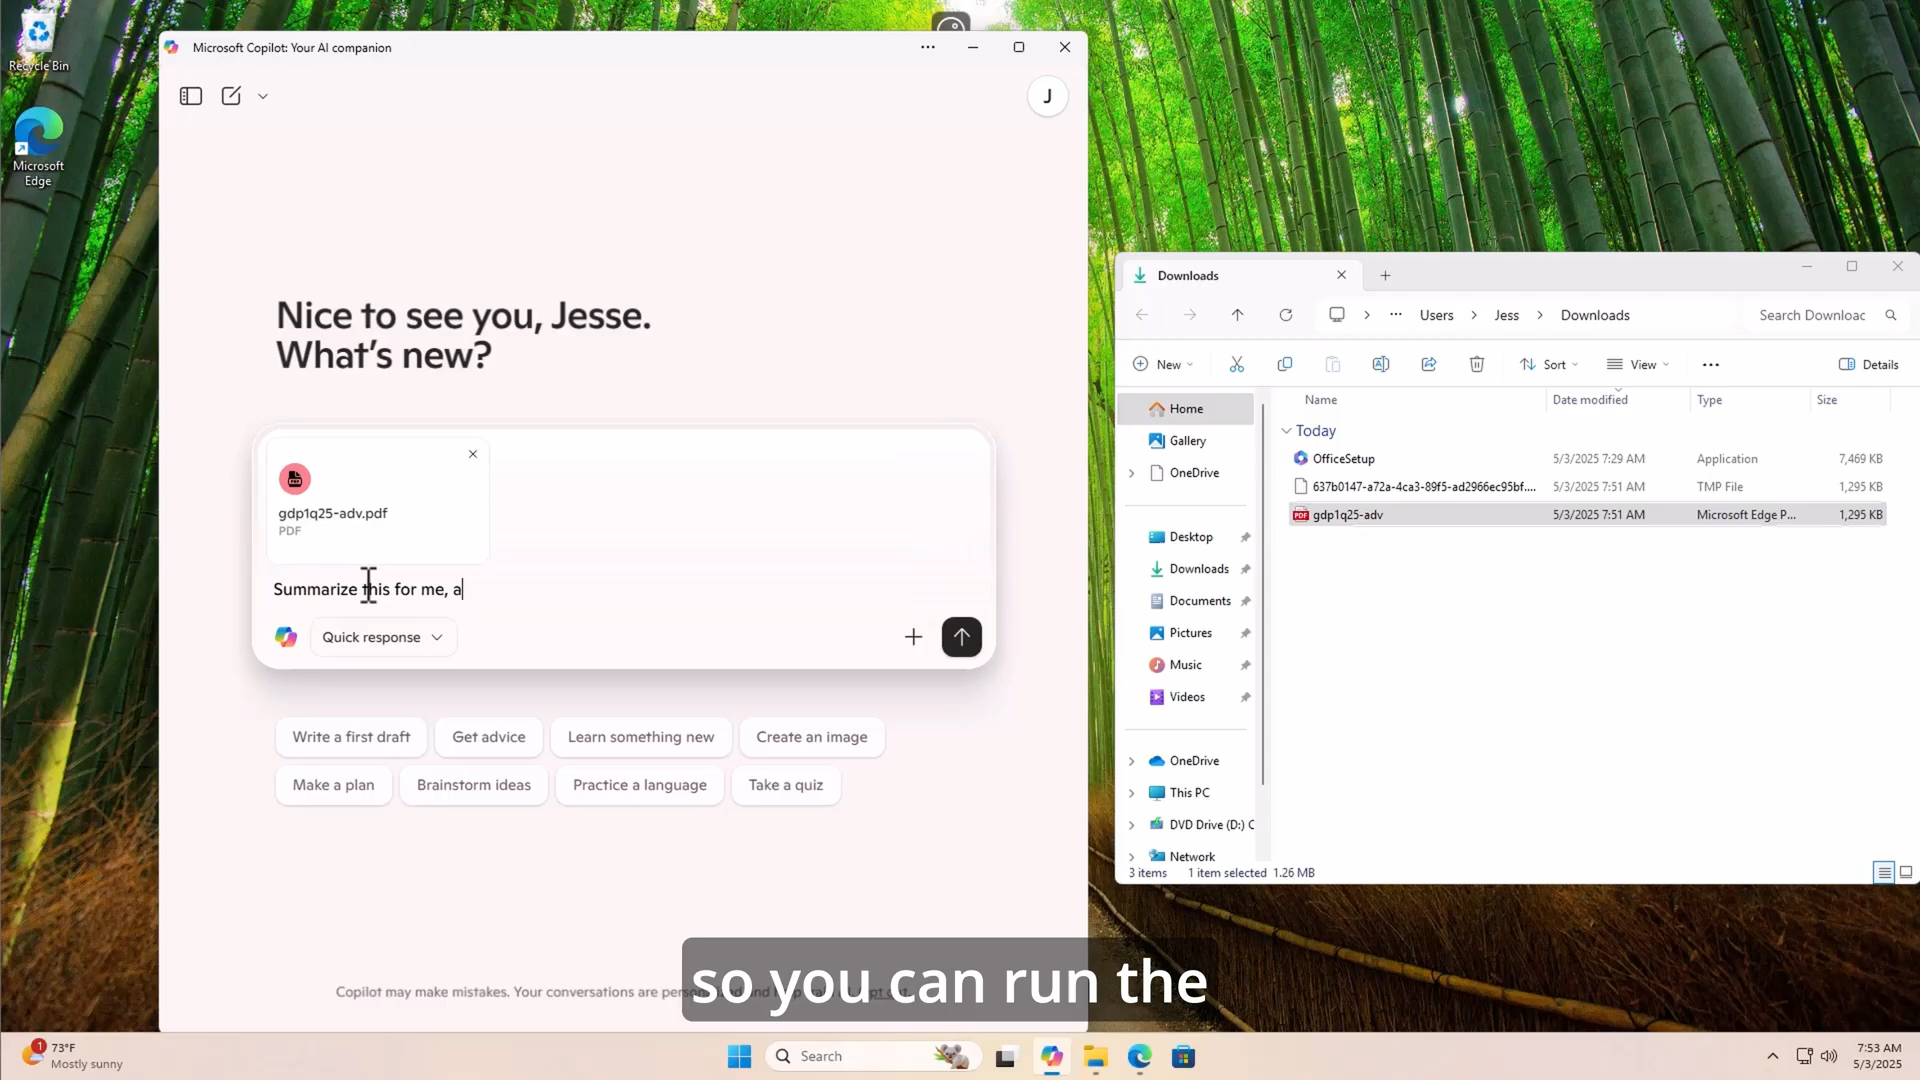 Recycle Bin
Microsoft
Edge
Microsoft Copilot: Your AI companion
J
Nice to see you, Jesse.
What's new?
gdp1q25-adv.pdf
PDF
Summarize this for me, a
Quick response
Write a first draft
Get advice
Learn something new
Create an image
Make a plan
Brainstorm ideas
Practice a language
Take a quiz
Copilot may make mistakes. Your conversations are
so you can run the
Downloads
Users
Jess
Downloads
Search Downloac
New
Sort
View
Details
Name
Date modified
Type
Size
Today
OfficeSetup
5/3/2025 7:29 AM
Application
7,469 KB
637b0147-a72a-4ca3-89f5-ad2966ec95bf....
5/3/2025 7:51 AM
TMP File
1,295 KB
gdp1q25-adv
5/3/2025 7:51 AM
Microsoft Edge P...
1,295 KB
Home
Gallery
OneDrive
Desktop
Downloads
Documents
Pictures
Music
Videos
OneDrive
This PC
DVD Drive (D:) C
Network
3 items
1 item selected 1.26 MB
1
73°F
Mostly sunny
Search
7:53 AM
5/3/2025